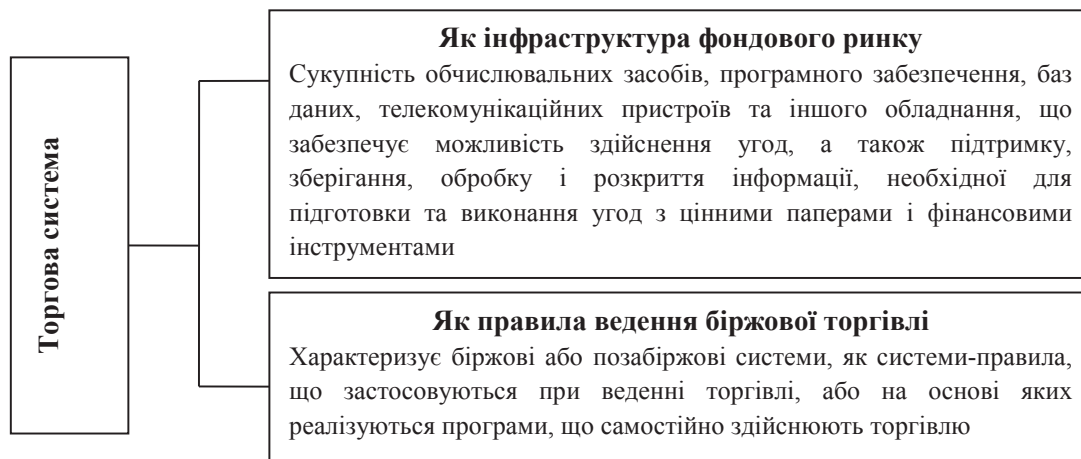 Торгова система
Як інфраструктура фондового ринку
Сукупність обчислювальних засобів, програмного забезпечення, баз
даних, телекомунікаційних пристроїв та іншого обладнання, що
забезпечує можливість здійснення угод, а також підтримку,
зберігання, обробку і розкриття інформації, необхідної для
підготовки та виконання угод з цінними паперами і фінансовими
інструментами
Як правила ведення біржової торгівлі
Характеризує біржові або позабіржові системи, як системи-правила,
що застосовуються при веденні торгівлі, або на основі яких
реалізуються програми, що самостійно здійснюють торгівлю